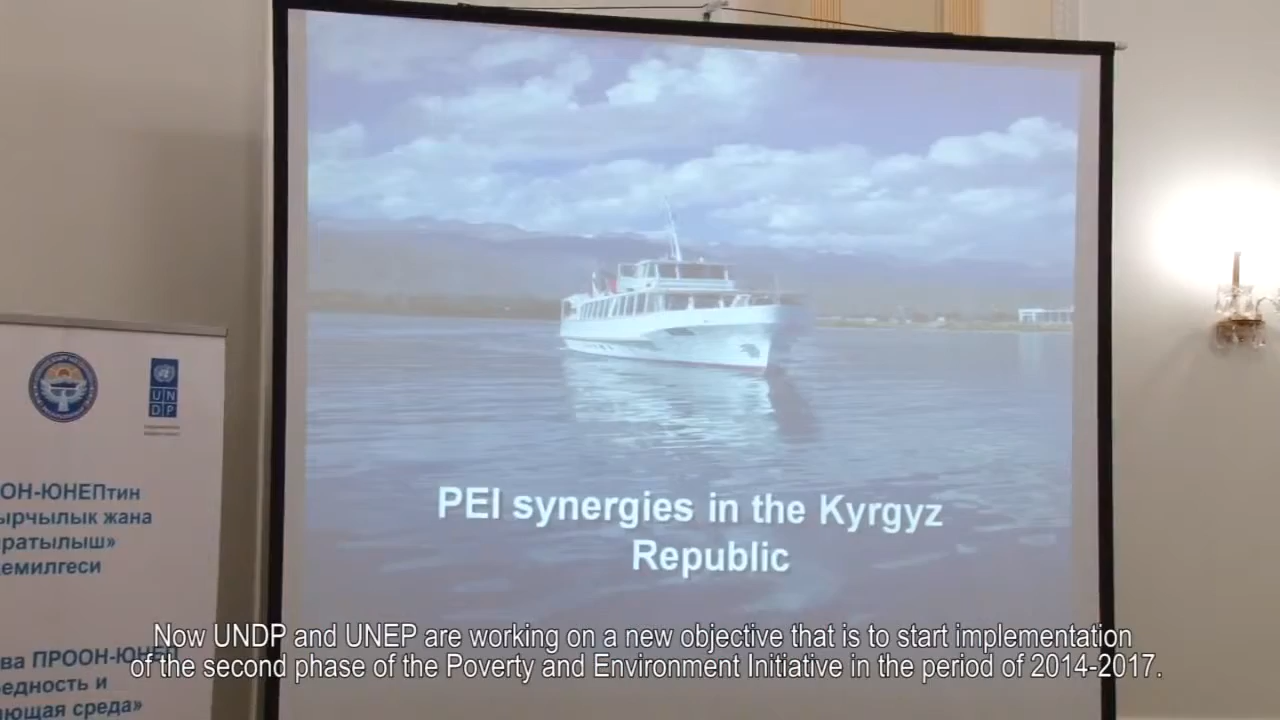 UN
DP
ОН-ЮНЕПтин
ырчылык жана
ратылыш»
емилгеси
PEI synergies in the Kyrgyz
Republic
ва ПРООН-ЮНЕП
едность и
ющая среда»
Now UNDP and UNEP are working on a new objective that is to start implementation
of the second phase of the Poverty and Environment Initiative in the period of 2014-2017.